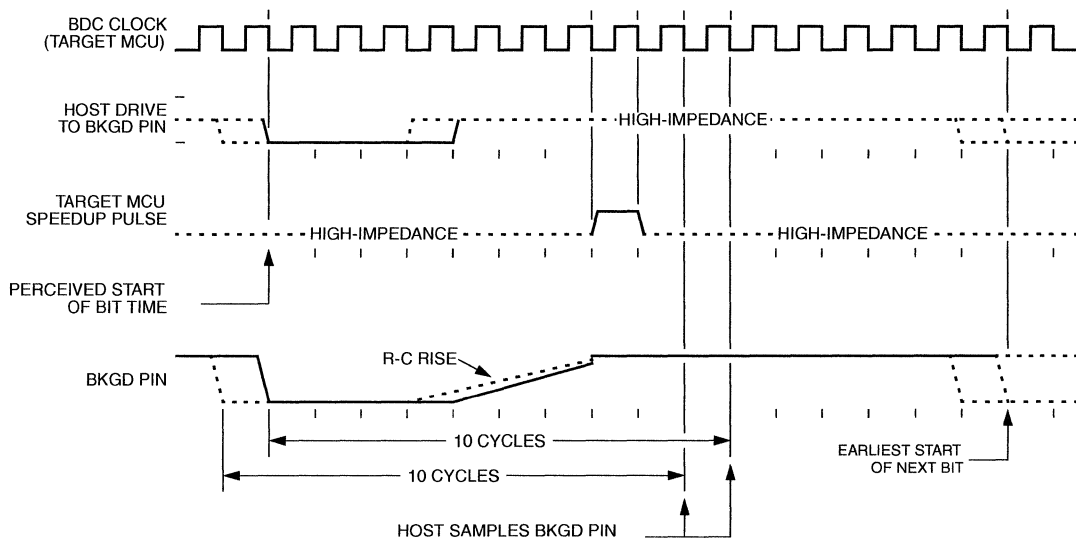 BDC CLOCK
(TARGET MCU)
HOST DRIVE
TO BKGD PIN
HIGH-IMPEDANCE
TARGET MCU
SPEEDUP PULSE
HIGH-IMPEDANCE
HIGH-IMPEDANCE
PERCEIVED START
OF BIT TIME
R-C RISE
BKGD PIN
10 CYCLES
10 CYCLES
EARLIEST START
OF NEXT BIT
HOST SAMPLES BKGD PIN